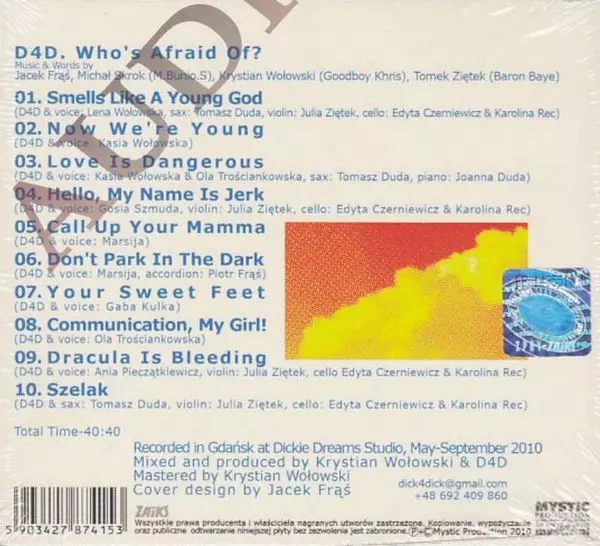 D4D. Who's Afraid Of?
Music & Words by
Jacek Frąś, Michał Skrok (M.Bunio.S), Krystian Wołowski (Goodboy Khris), Tomek Ziętek (Baron Baye)
01. Smells Like A Young God
(D4D & voice: Lena Wołowska, sax: Tomasz Duda, violin: Julia Ziętek, cello: Edyta Czerniewicz & Karolina Rec)
02. Now We're Young
(D4D & voice: Kasia Wołowska)
03. Love Is Dangerous
(D4D & voice: Kasia Wołowska & Ola Trościankowska, sax: Tomasz Duda, piano: Joanna Duda)
04. Hello, My Name Is Jerk
(D4D & voice: Gosia Szmuda, violin: Julia Ziętek, cello: Edyta Czerniewicz & Karolina Rec)
05. Call Up Your Mamma
(D4D & voice: Marsija)
06. Don't Park In The Dark
(D4D & voice: Marsija, accordion: Piotr Frąś)
07. Your Sweet Feet
(D4D & voice: Gaba Kulka)
08. Communication, My Girl!
(D4D & voice: Ola Trościankowska)
09. Dracula Is Bleeding
(D4D & voice: Ania Pieczątkiewicz, violin: Julia Ziętek, cello Edyta Czerniewicz & Karolina Rec)
10. Szelak
(D4D & sax: Tomasz Duda, violin: Julia Ziętek, cello: Edyta Czerniewicz & Karolina Rec)
Total Time-40:40
Recorded in Gdańsk at Dickie Dreams Studio, May-September 2010
Mixed and produced by Krystian Wołowski & D4D
Mastered by Krystian Wołowski
Cover design by Jacek Frąś
dick4dick@gmail.com
+48 692 409 860
5 903427 874153
ZAiKS
Wszystkie prawa producenta i właściciela nagranych utworów zastrzeżone. Kopiowanie, wypożyczanie
oraz publiczne odtwarzanie niniejszej płyty bez zezwolenia jest zabronione. ℗+©Mystic Production 2010
MYSTIC
PRODUCTION
AUDI